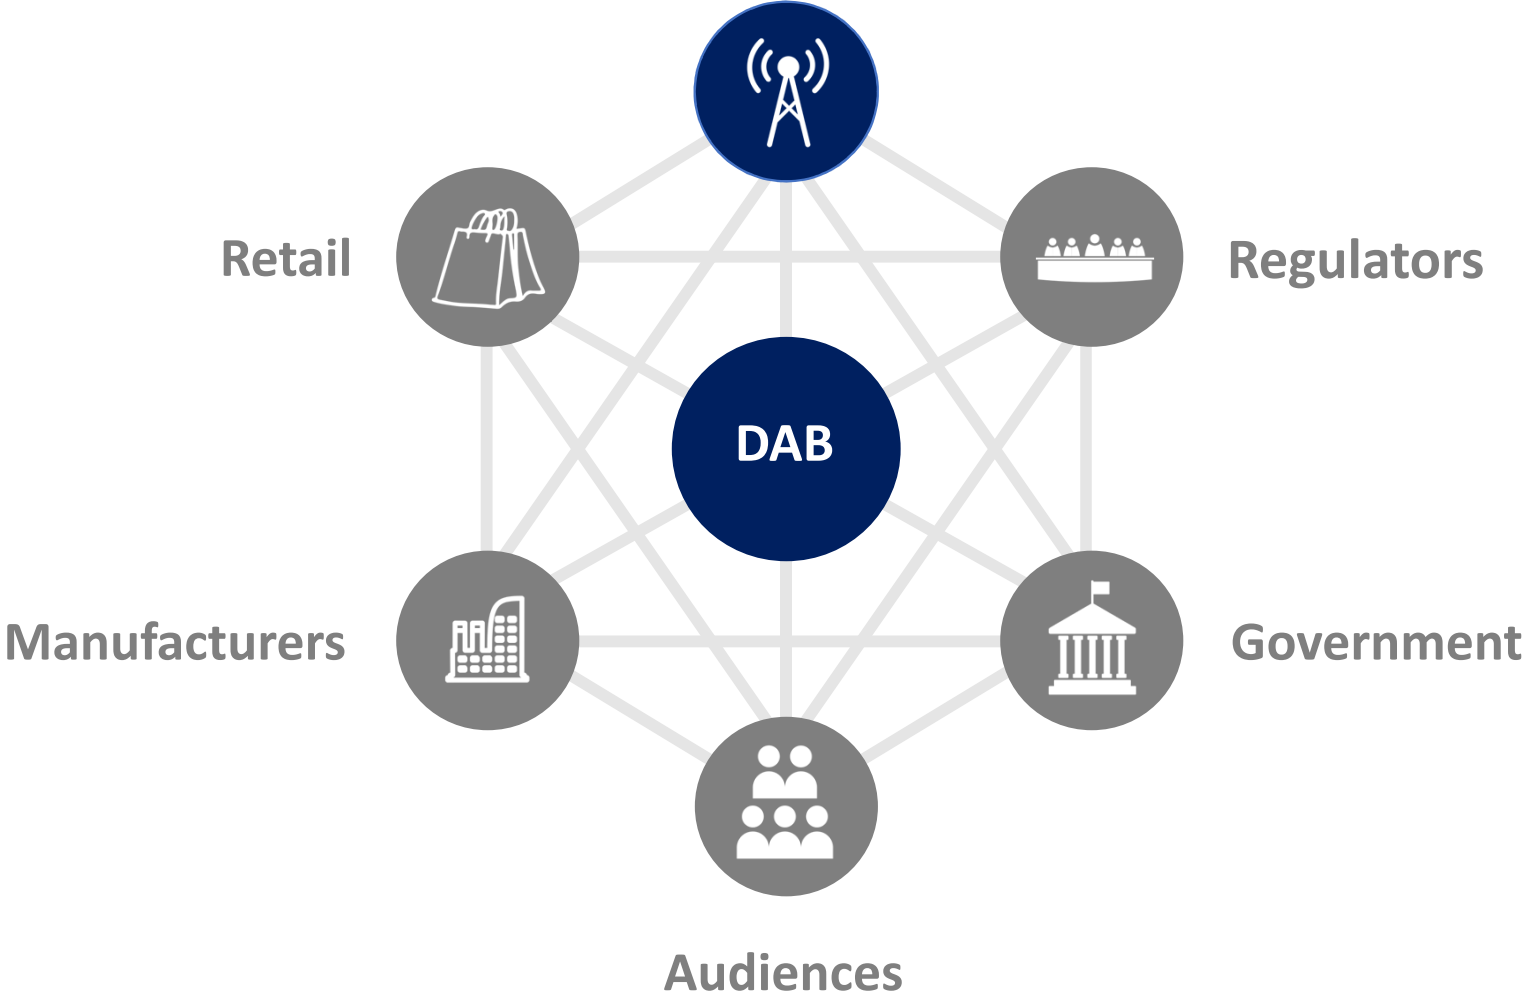 Retail
Regulators
DAB
Manufacturers
Government
Audiences